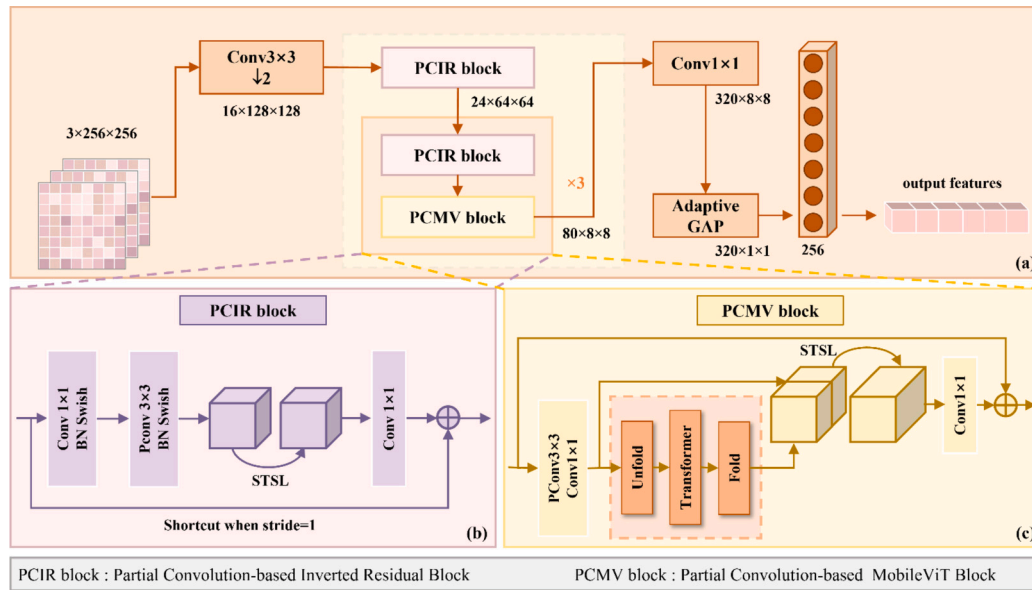 3×256×256
Conv3×3
↓2
16×128×128
PCIR block
24×64×64
PCIR block
×3
PCMV block
80×8×8
Conv1×1
320×8×8
Adaptive
GAP
320×1×1
256
output features
(a)
PCIR block
Conv 1×1
BN Swish
Pconv 3×3
BN Swish
STSL
Conv 1×1
Shortcut when stride=1
(b)
PCMV block
STSL
PConv3×3
Conv1×1
Unfold
Transformer
Fold
Conv1×1
(c)
PCIR block : Partial Convolution-based Inverted Residual Block
PCMV block : Partial Convolution-based MobileViT Block